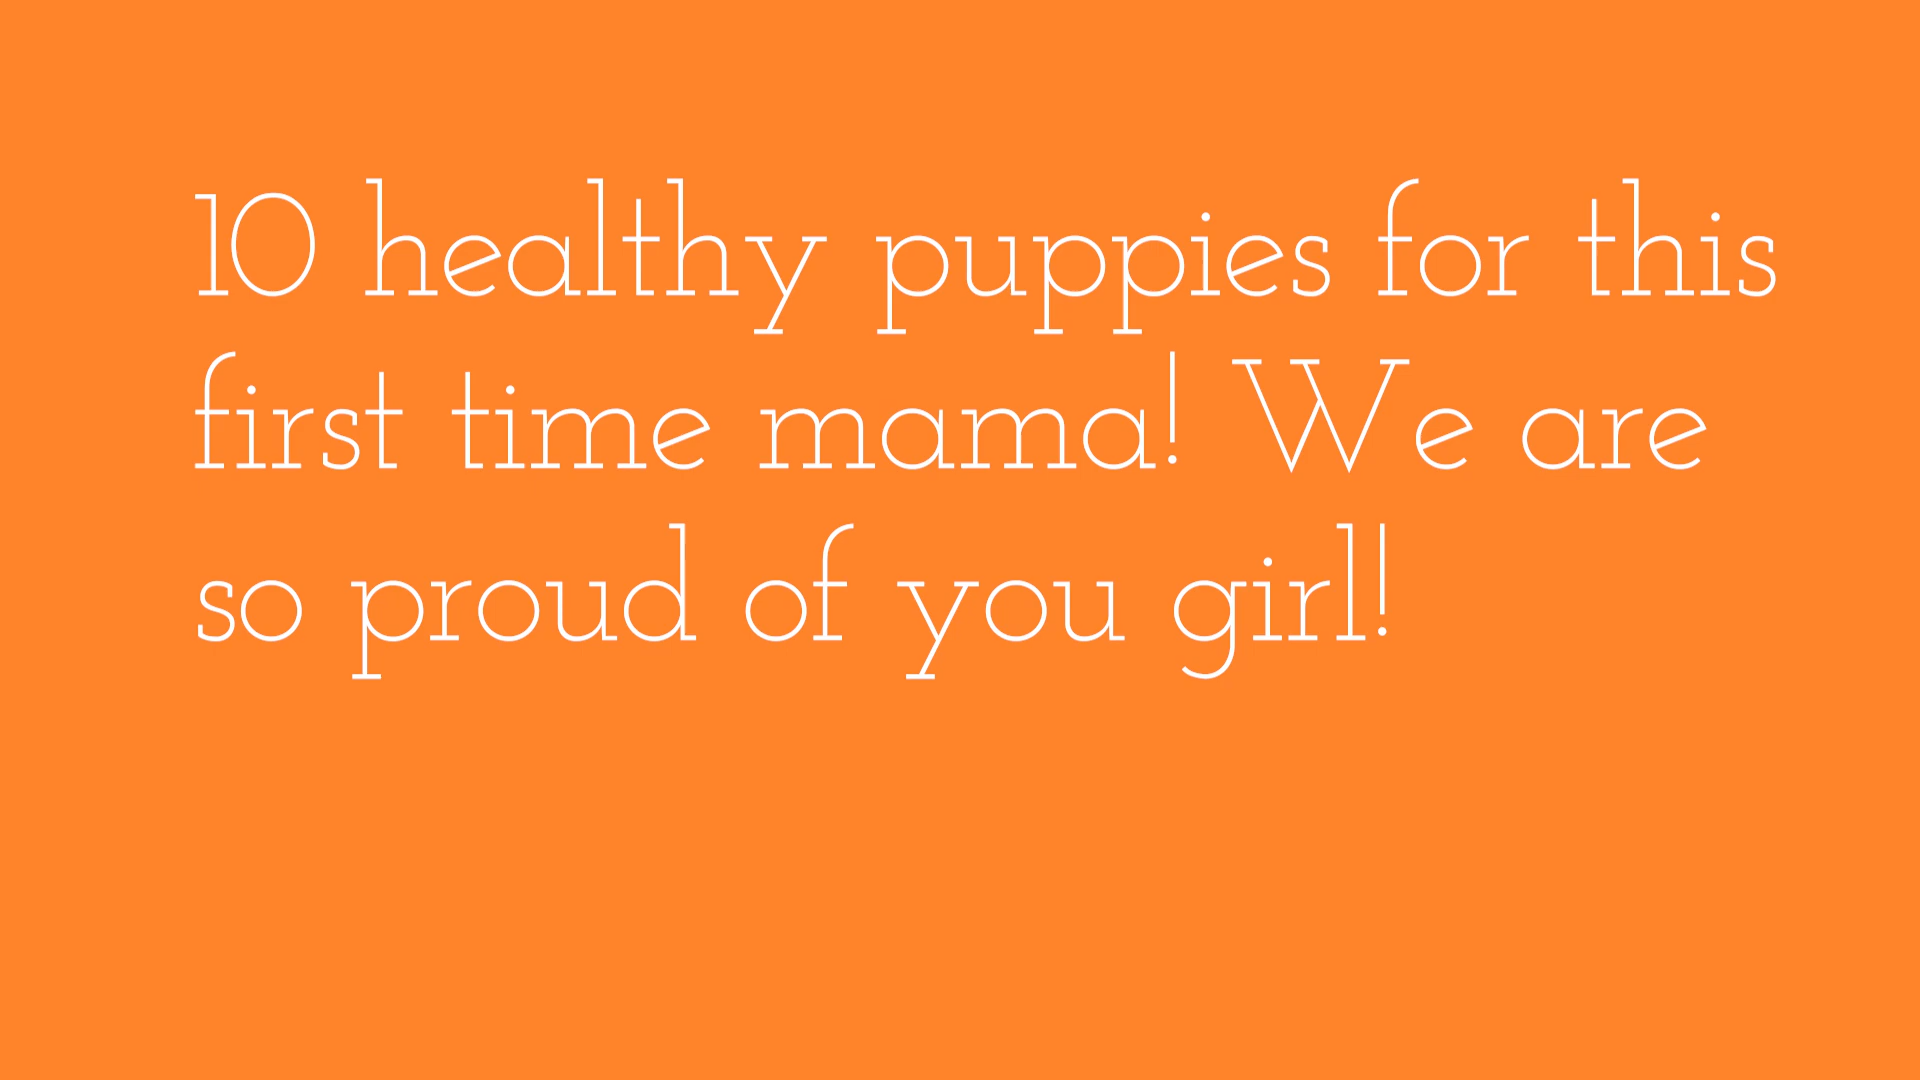 10 healthy puppies for this
first time mama! We are
so proud of you girl!